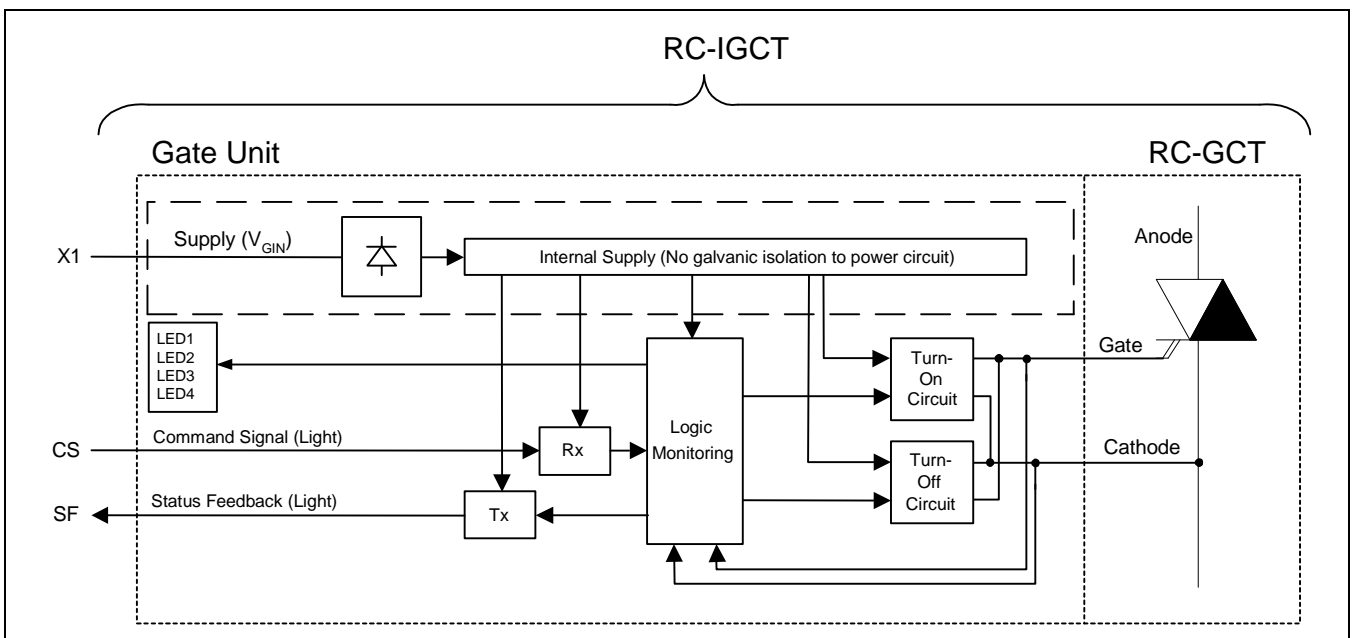 RC-IGCT
Gate Unit
RC-GCT
X1
Supply (VGIN)
Internal Supply (No galvanic isolation to power circuit)
Anode
LED1
LED2
LED3
LED4
Turn-
On
Circuit
Gate
Logic
Monitoring
CS
Command Signal (Light)
Rx
Turn-
Off
Circuit
Cathode
SF
Status Feedback (Light)
Tx